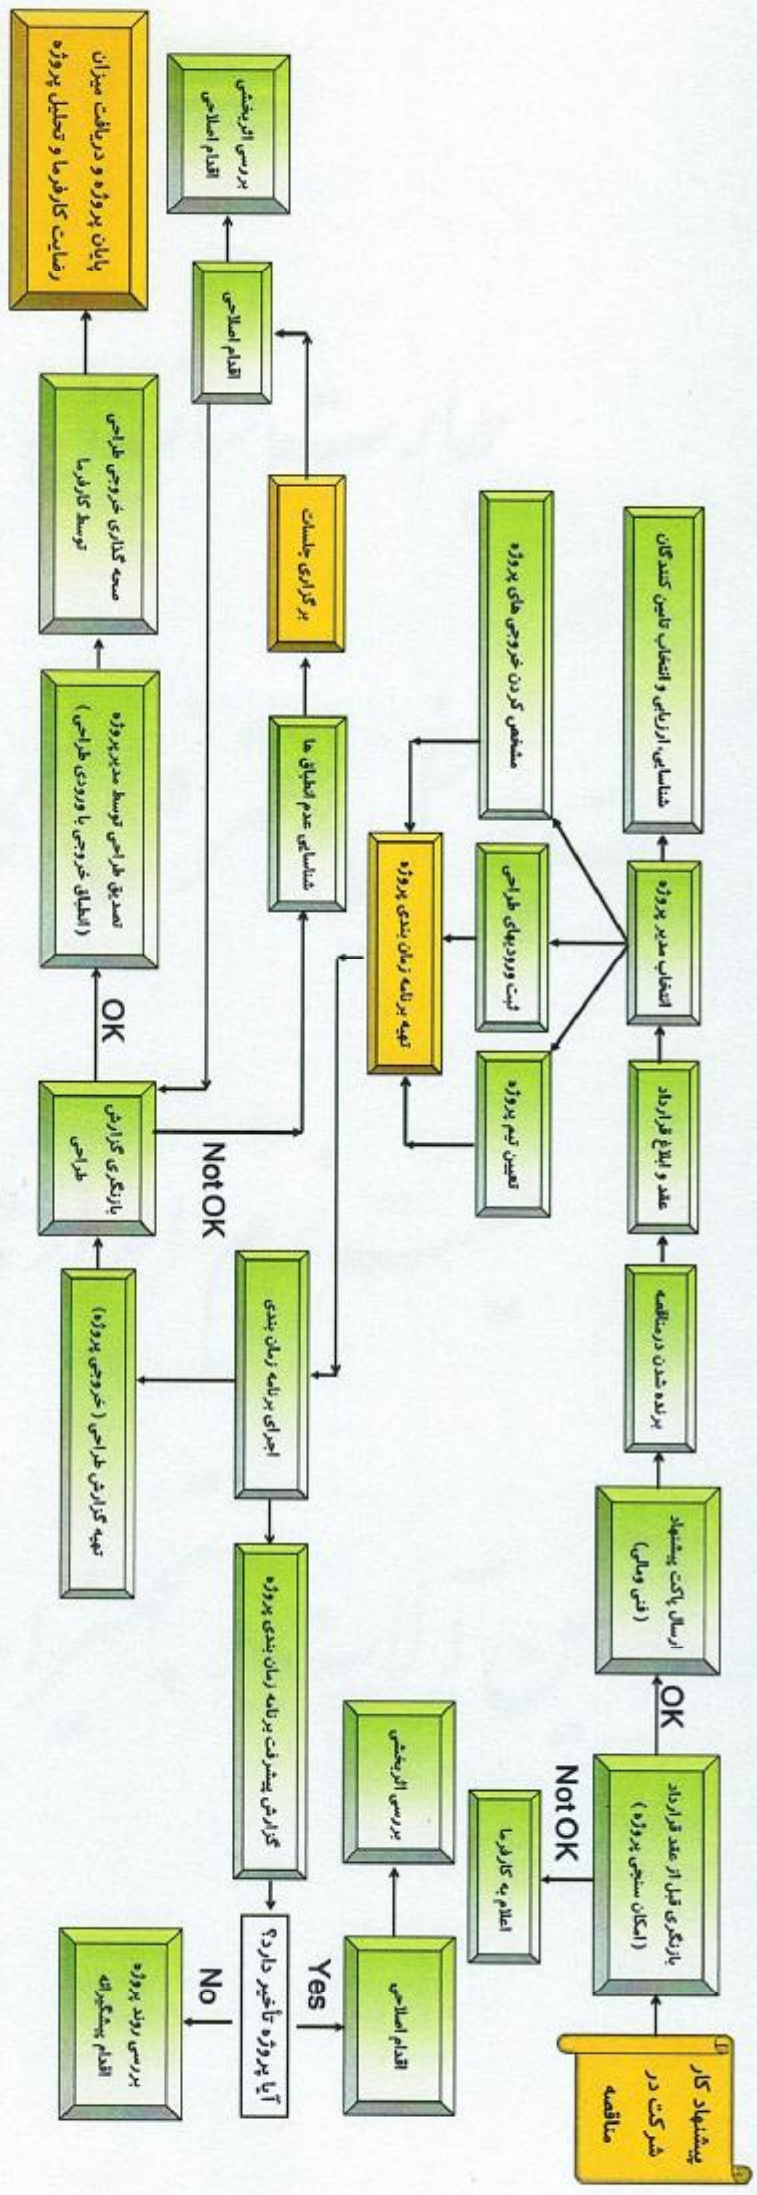 پیشنهاد کار
شرکت در
مناقصه
بازنگری قبل از عقد قرارداد
( امکان سنجی پروژه )
OK
NotOK
اعلام به کارفرما
ارسال پاکت پیشنهاد
(فنی ومالی)
برنده شدن درمناقصه
عقد و ابلاغ قرارداد
انتخاب مدیر پروژه
شناسایی، ارزیابی و انتخاب تامین کنندگان
تعیین تیم پروژه
ثبت ورودیهای طراحی
مشخص کردن خروجی های پروژه
تهیه برنامه زمان بندی پروژه
اجرای برنامه زمان بندی
گزارش پیشرفت برنامه زمان بندی پروژه
آیا پروژه تأخیر دارد؟
Yes
اقدام اصلاحی
بررسی اثربخشی
No
بررسی روند پروژه
اقدام پیشگیرانه
تهیه گزارش طراحی (خروجی پروژه)
بازنگری گزارش
طراحی
NotOK
شناسایی عدم انطباق ها
برگزاری جلسات
اقدام اصلاحی
بررسی اثربخشی
اقدام اصلاحی
OK
تصدیق طراحی توسط مدیرپروژه
( انطباق خروجی با ورودی طراحی )
صحه گذاری خروجی طراحی
توسط کارفرما
پایان پروژه و دریافت میزان
رضایت کارفرما و تحلیل پروژه